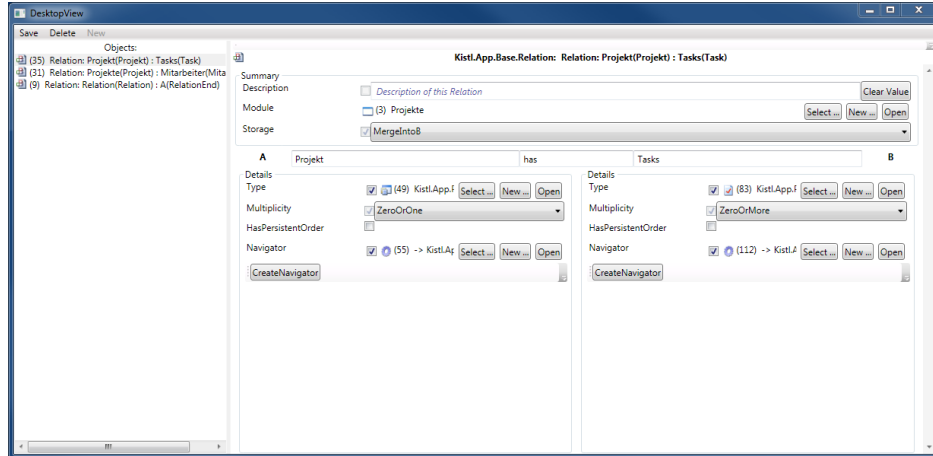 DesktopView
Save Delete New
Objects:
(35) Relation: Projekt(Projekt) : Tasks(Task)
(31) Relation: Projekte(Projekt) : Mitarbeiter(Mita
(9) Relation: Relation(Relation) : A(RelationEnd)
Kistl.App.Base.Relation: Relation: Projekt(Projekt) : Tasks(Task)
Summary
Description Description of this Relation Clear Value
Module (3) Projekte Select ... New ... Open
Storage MergeIntoB
A Projekt has Tasks B
Details Details
Type (49) Kistl.App.F Select ... New ... Open Type (83) Kistl.App.F Select ... New ... Open
Multiplicity ZeroOrOne Multiplicity ZeroOrMore
HasPersistentOrder HasPersistentOrder
Navigator (55) -> Kistl.Ap Select ... New ... Open Navigator (112) -> Kistl.A Select ... New ... Open
CreateNavigator CreateNavigator